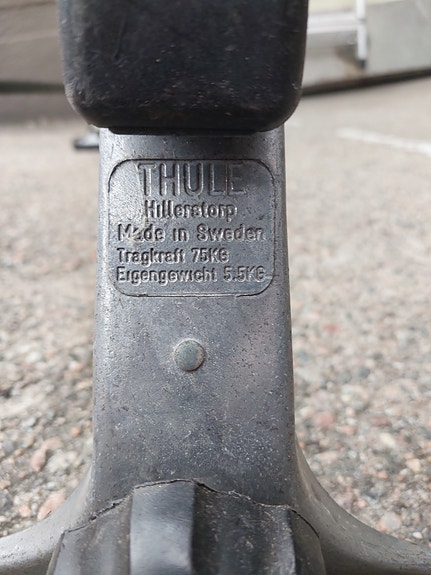 THULE
Hillerstorp
Made in Sweden
Tragkraft 75KG
Eigengewicht 5.5KG